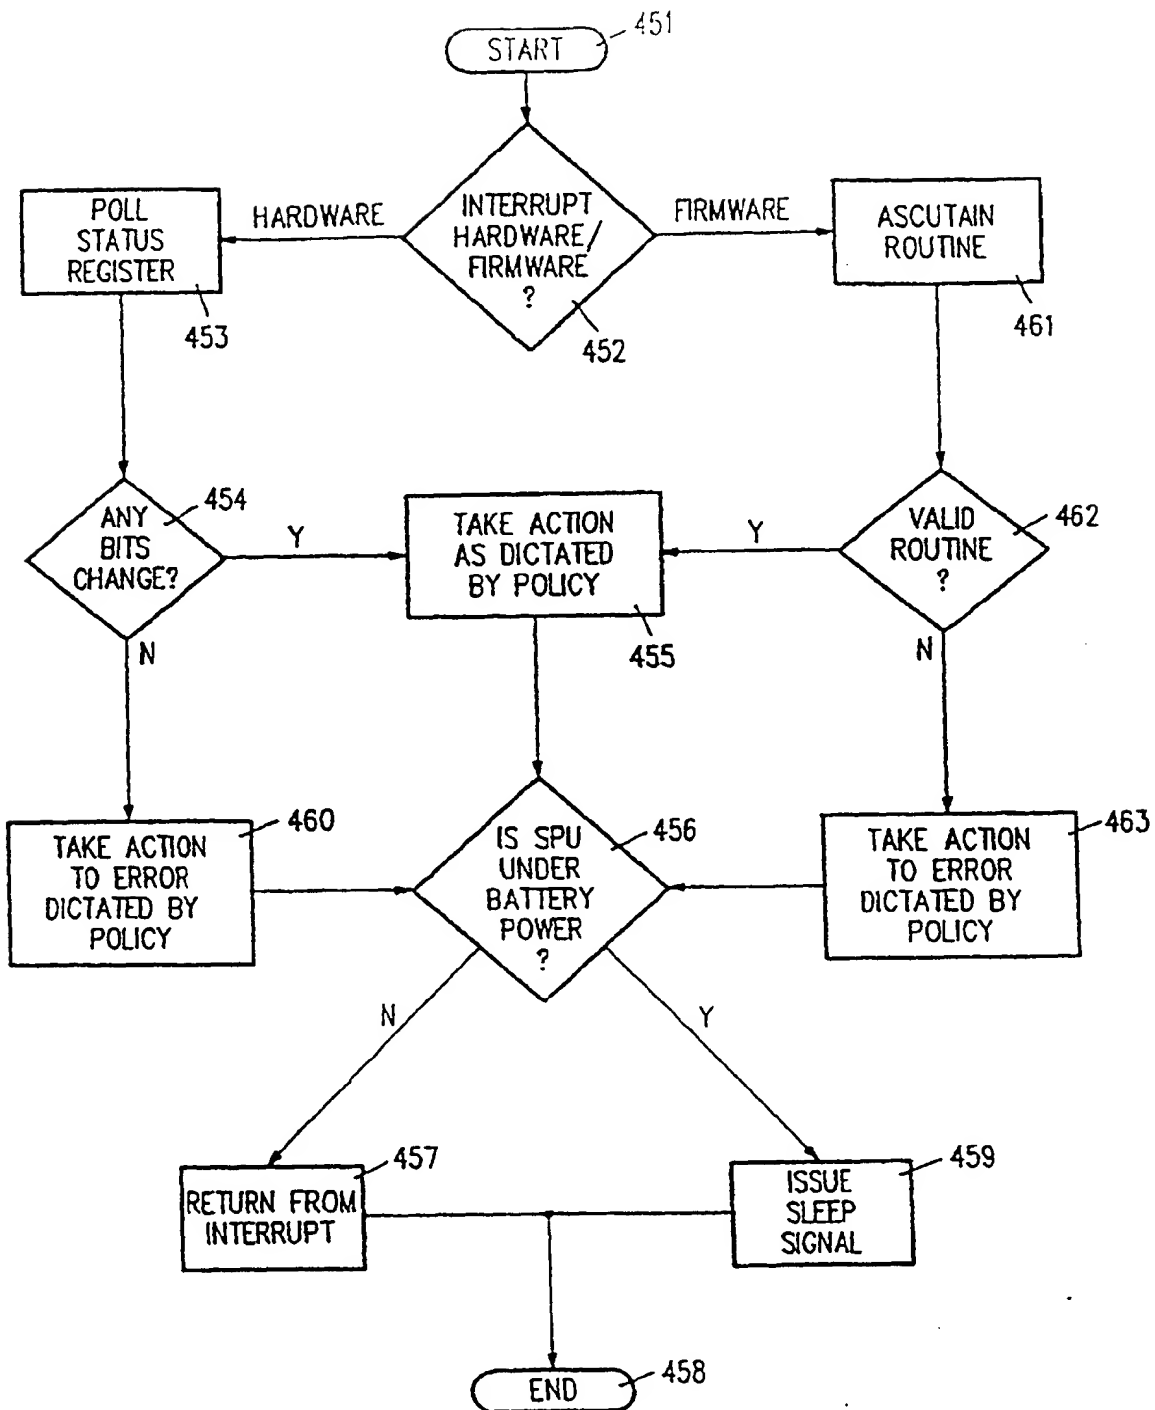 START
451
POLL
STATUS
REGISTER
453
HARDWARE
INTERRUPT
HARDWARE/
FIRMWARE
?
452
FIRMWARE
ASCUTAIN
ROUTINE
461
ANY
BITS
CHANGE?
454
Y
N
TAKE ACTION
AS DICTATED
BY POLICY
455
Y
VALID
ROUTINE
?
462
N
TAKE ACTION
TO ERROR
DICTATED BY
POLICY
460
IS SPU
UNDER
BATTERY
POWER
?
456
TAKE ACTION
TO ERROR
DICTATED BY
POLICY
463
N
Y
RETURN FROM
INTERRUPT
457
ISSUE
SLEEP
SIGNAL
459
END
458